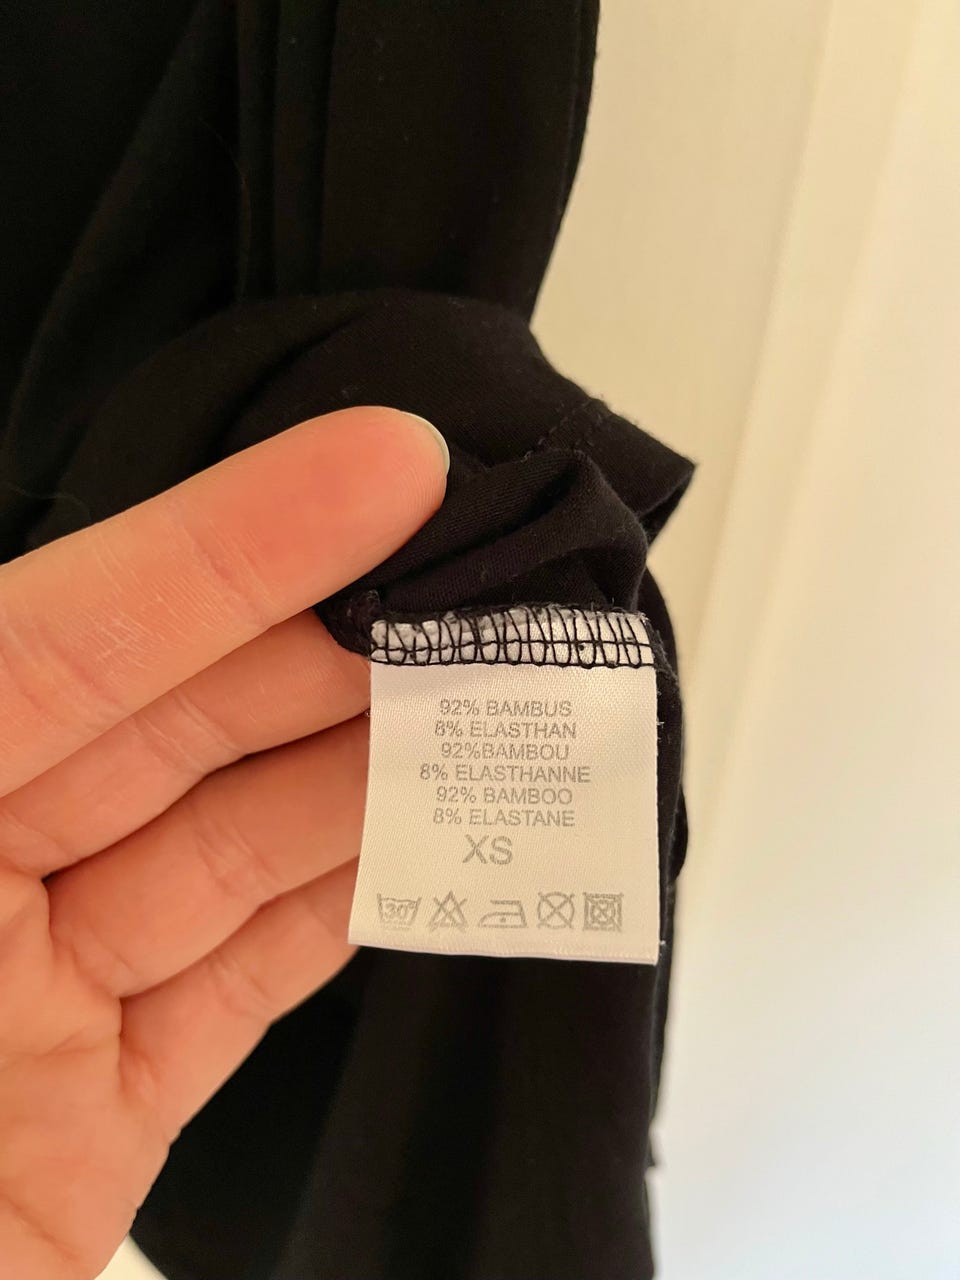 92% BAMBUS
8% ELASTHAN
92%BAMBOU
8% ELASTHANNE
92% BAMBOO
8% ELASTANE
XS
30°